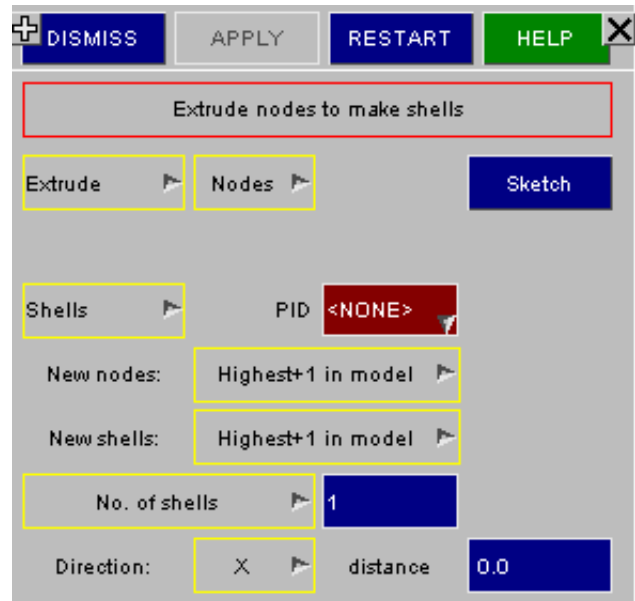 DISMISS APPLY RESTART HELP
Extrude nodes to make shells
Extrude Nodes Sketch
Shells PID <NONE>
New nodes: Highest+1 in model
New shells: Highest+1 in model
No. of shells 1
Direction: X distance 0.0